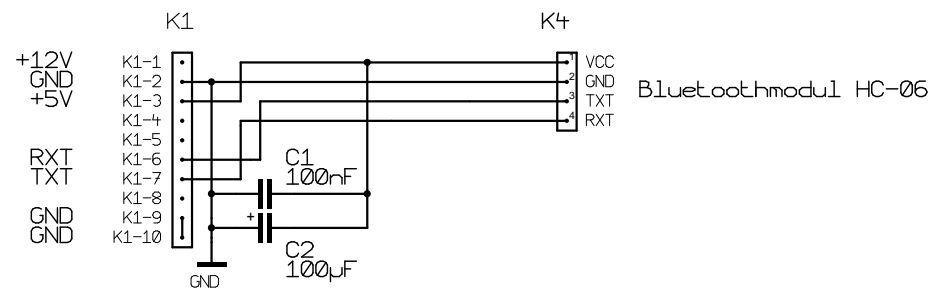 K1
K4
+12V K1-1 1 VCC
GND K1-2 2 GND
+5V K1-3 3 TXT
K1-4 4 RXT
Bluetoothmodul HC-06
K1-5
RXT K1-6
TXT K1-7
K1-8
GND K1-9
GND K1-10
C1
100nF
+
C2
100µF
GND